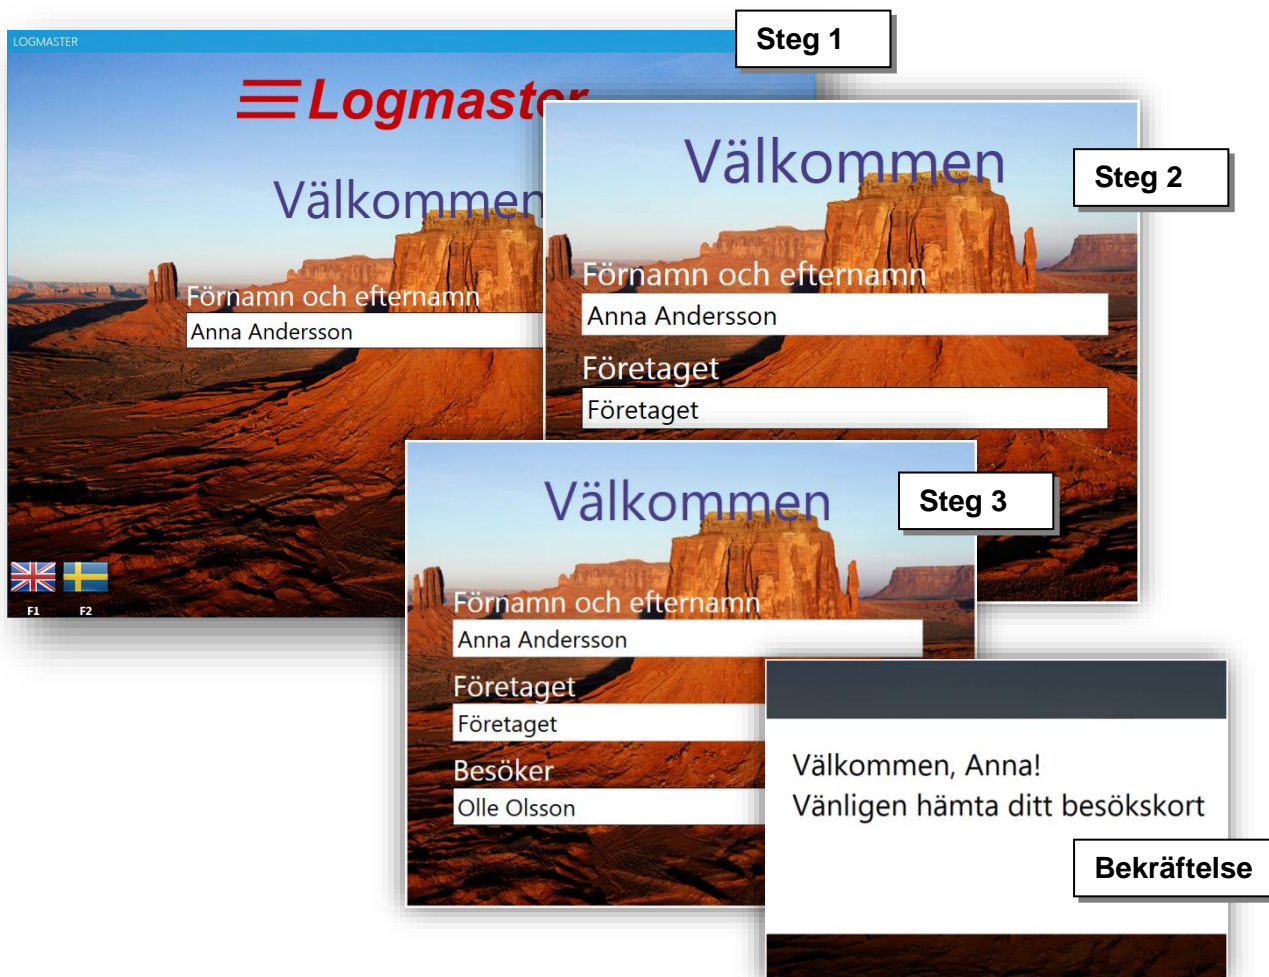 LOGMASTER
Steg 1
Logmaster
Välkommen
Förnamn och efternamn
Anna Andersson
F1 F2
Steg 2
Välkommen
Förnamn och efternamn
Anna Andersson
Företaget
Företaget
Steg 3
Välkommen
Förnamn och efternamn
Anna Andersson
Företaget
Företaget
Besöker
Olle Olsson
Välkommen, Anna!
Vänligen hämta ditt besökskort
Bekräftelse